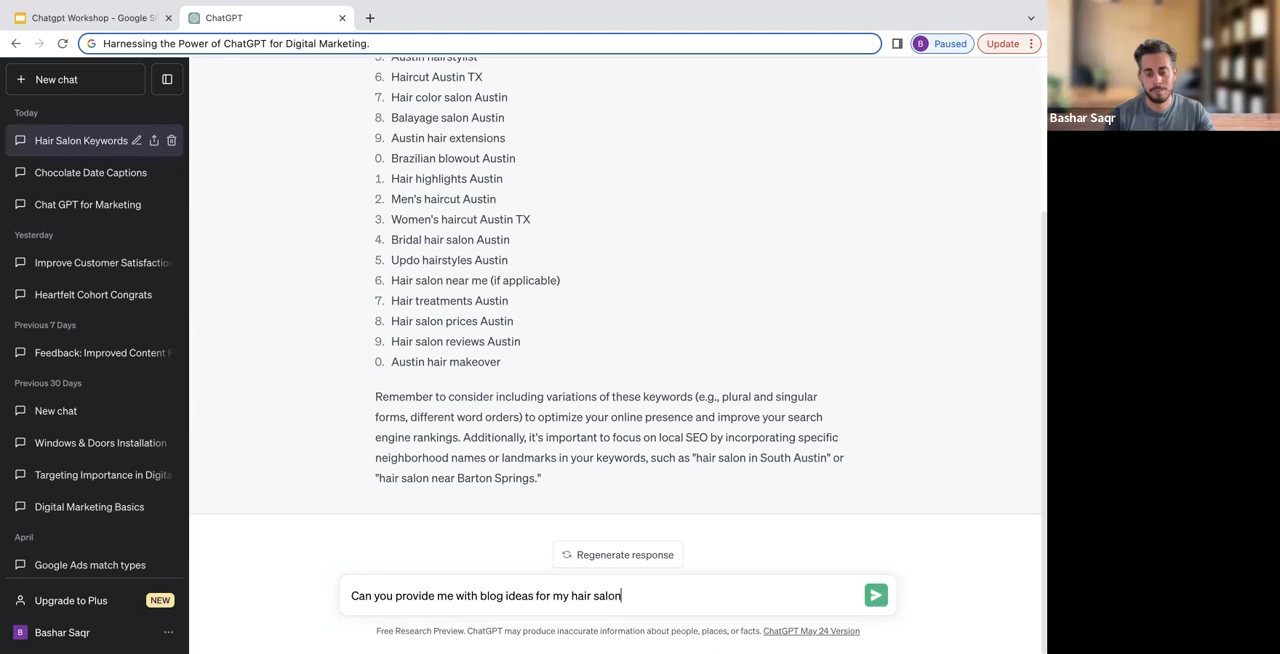 Chatgpt Workshop - Google S
ChatGPT
Harnessing the Power of ChatGPT for Digital Marketing.
B Paused
Update
New chat
Today
Hair Salon Keywords
Chocolate Date Captions
Chat GPT for Marketing
Yesterday
Improve Customer Satisfactio
Heartfelt Cohort Congrats
Previous 7 Days
Feedback: Improved Content
Previous 30 Days
New chat
Windows & Doors Installation
Targeting Importance in Digita
Digital Marketing Basics
April
Google Ads match types
Upgrade to Plus NEW
B Bashar Saqr
5. Austin hairstylist
6. Haircut Austin TX
7. Hair color salon Austin
8. Balayage salon Austin
9. Austin hair extensions
0. Brazilian blowout Austin
1. Hair highlights Austin
2. Men's haircut Austin
3. Women's haircut Austin TX
4. Bridal hair salon Austin
5. Updo hairstyles Austin
6. Hair salon near me (if applicable)
7. Hair treatments Austin
8. Hair salon prices Austin
9. Hair salon reviews Austin
0. Austin hair makeover
Remember to consider including variations of these keywords (e.g., plural and singular
forms, different word orders) to optimize your online presence and improve your search
engine rankings. Additionally, it's important to focus on local SEO by incorporating specific
neighborhood names or landmarks in your keywords, such as "hair salon in South Austin" or
"hair salon near Barton Springs."
Regenerate response
Can you provide me with blog ideas for my hair salon
Free Research Preview. ChatGPT may produce inaccurate information about people, places, or facts. ChatGPT May 24 Version
Bashar Saqr